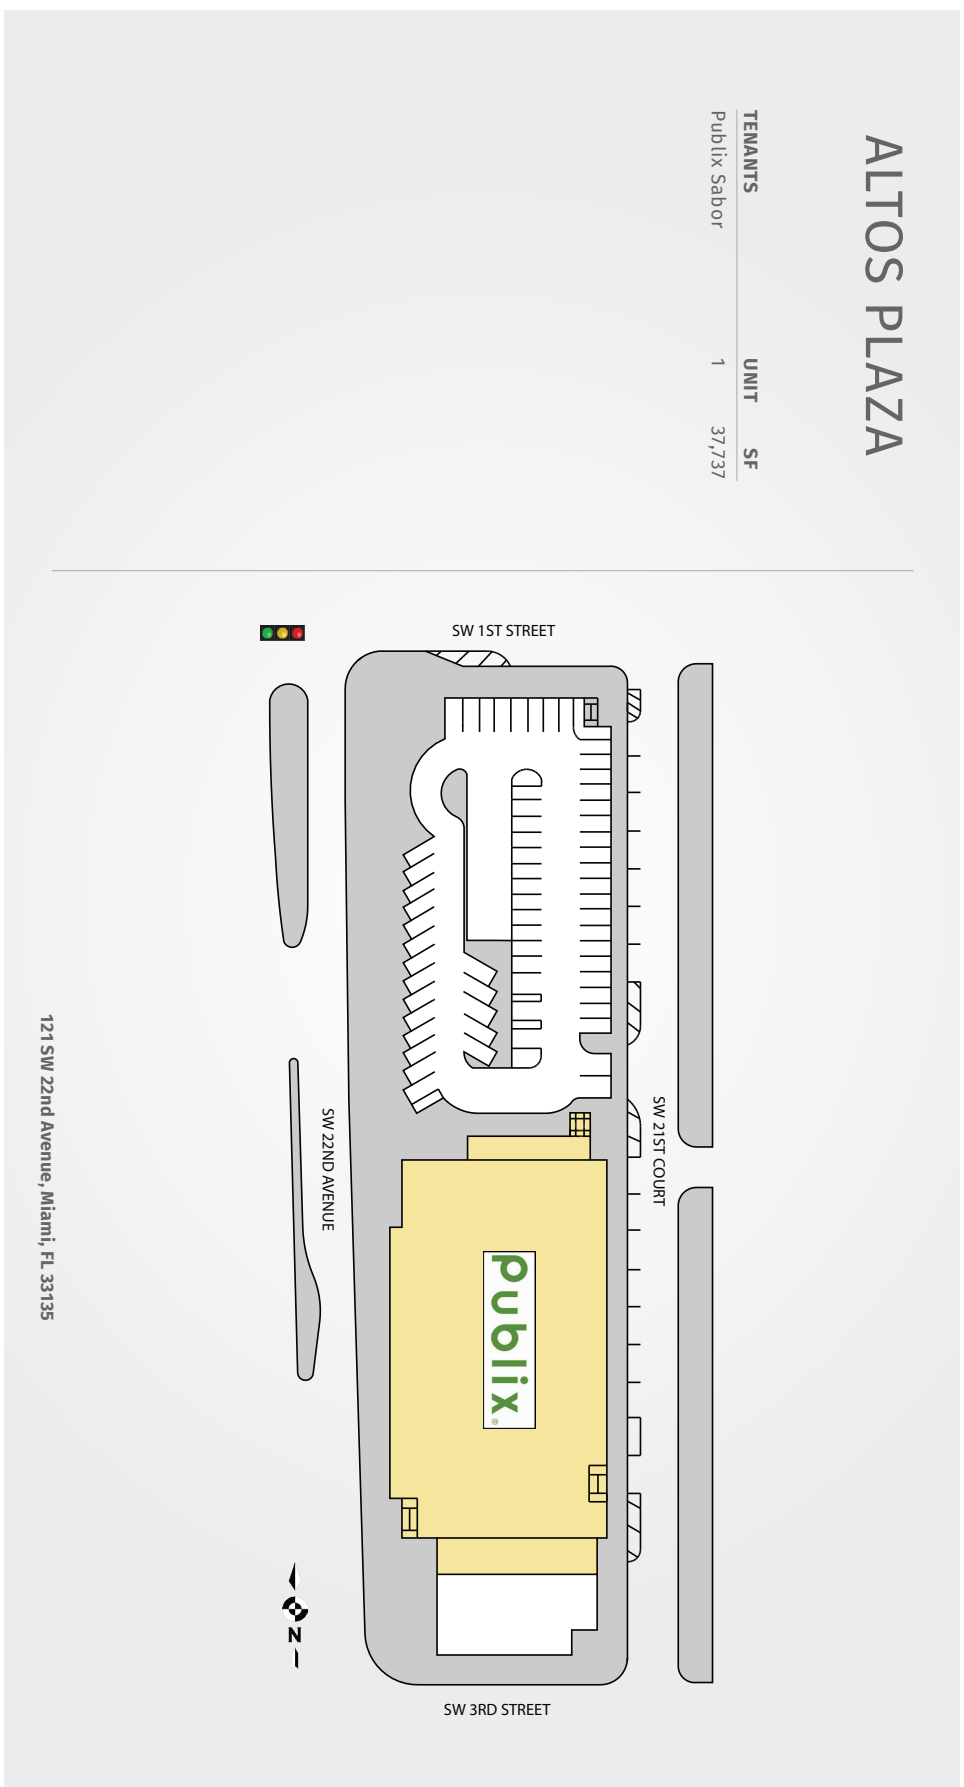 ALTOS PLAZA
TENANTS UNIT SF
Publix Sabor 1 37,737
SW 1ST STREET
SW 21ST COURT
Publix®
SW 22ND AVENUE
SW 3RD STREET
N
121 SW 22nd Avenue, Miami, FL 33135